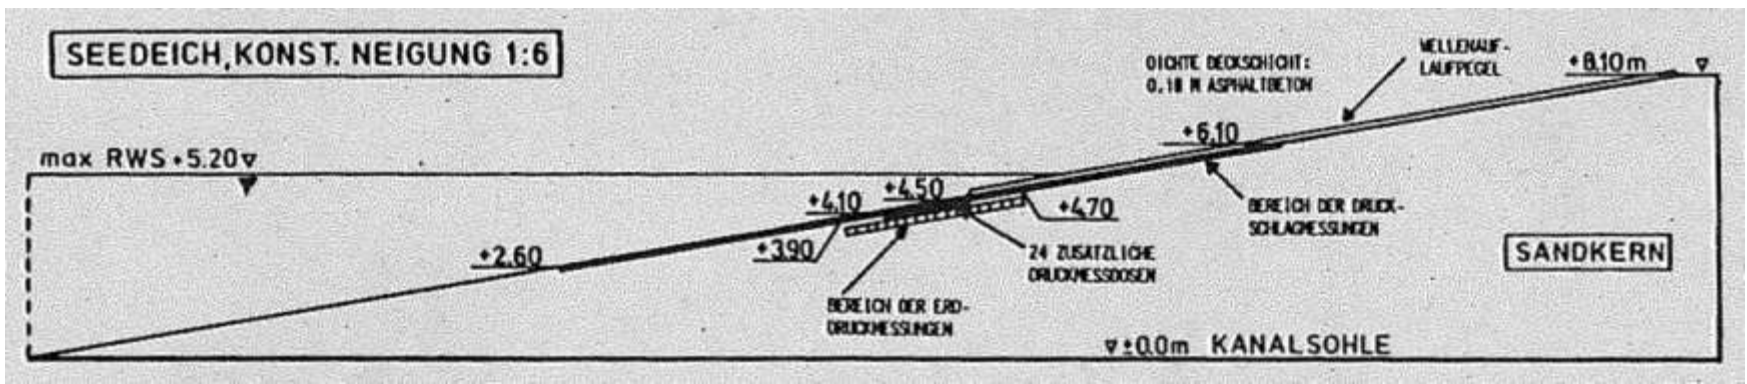 SEEDEICH, KONST. NEIGUNG 1:6
DICHTE DECKSCHICHT:
0.18 M ASPHALTBETON
WELLENAUF-
LAUFPEGEL
+8.10m
+6.10
max RWS +5.20
+4.10
+4.50
+4.70
+3.90
+2.60
BEREICH DER DRUCK-
SCHLAGMESSUNGEN
24 ZUSÄTZLICHE
DRUCKMESSDOSEN
BEREICH DER ERD-
DRUCKMESSUNGEN
SANDKERN
±0.0m KANALSOHLE